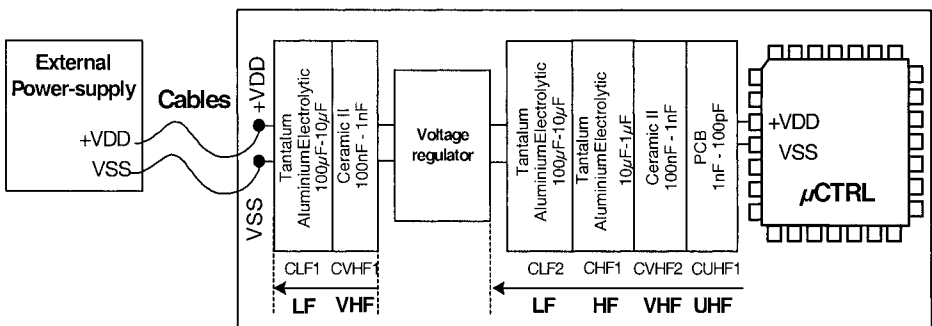 External
Power-supply
+VDD
VSS
Cables
+VDD
VSS
Tantalum
AluminiumElectrolytic
100µF-10µF
Ceramic II
100nF - 1nF
Voltage
regulator
Tantalum
AluminiumElectrolytic
100µF-10µF
Tantalum
AluminiumElectrolytic
10µF-1µF
Ceramic II
100nF - 1nF
PCB
1nF - 100pF
+VDD
VSS
µCTRL
CLF1
CVHF1
CLF2
CHF1
CVHF2
CUHF1
LF
VHF
LF
HF
VHF
UHF